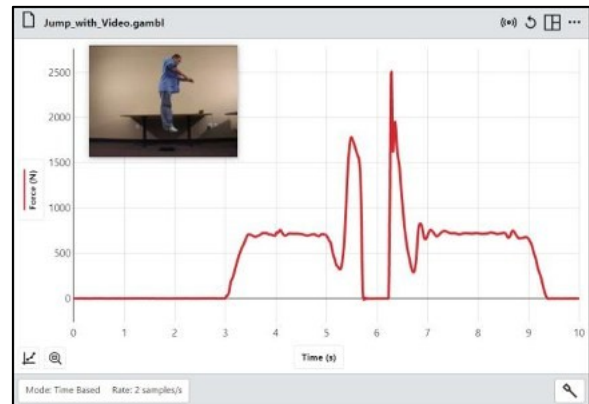 Jump_with_Video.gambl
2500
2000
1500
1000
500
0
Force (N)
0 1 2 3 4 5 6 7 8 9 10
Time (s)
Mode: Time Based Rate: 2 samples/s